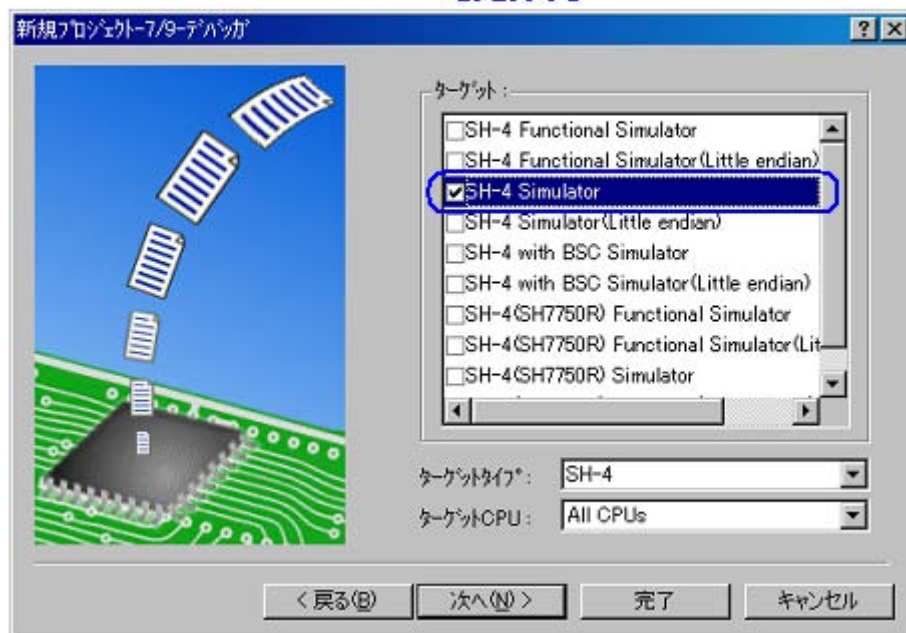 新規プロジェクト-7/9-デバッガ
ターゲット :
SH-4 Functional Simulator
SH-4 Functional Simulator(Little endian)
SH-4 Simulator
SH-4 Simulator(Little endian)
SH-4 with BSC Simulator
SH-4 with BSC Simulator(Little endian)
SH-4(SH7750R) Functional Simulator
SH-4(SH7750R) Functional Simulator(Lit
SH-4(SH7750R) Simulator
ターゲットタイプ : SH-4
ターゲットCPU : All CPUs
< 戻る(B)
次へ(N) >
完了
キャンセル